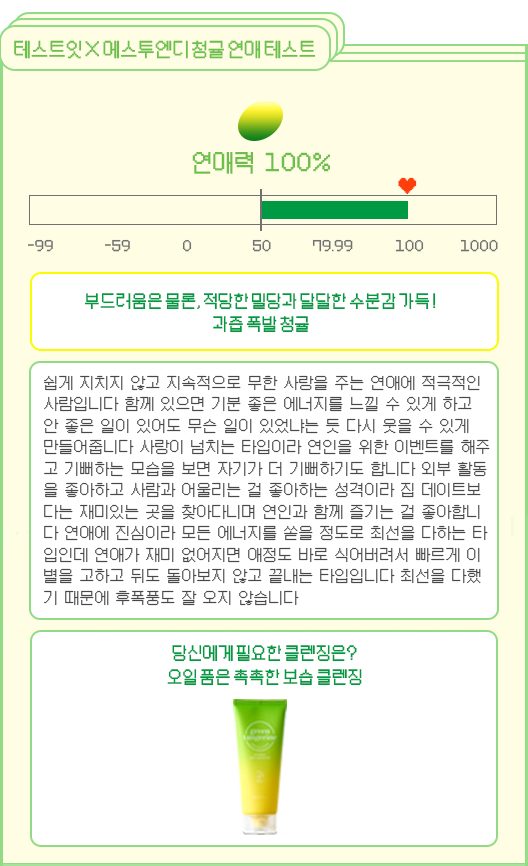 테스트잇×메스투엔디 청귤 연애 테스트
연애력 100%
-99 -59 0 50 79.99 100 1000
부드러움은 물론, 적당한 밀당과 달달한 수분감 가득!
과즙 폭발 청귤
쉽게 지치지 않고 지속적으로 무한 사랑을 주는 연애에 적극적인
사람입니다 함께 있으면 기분 좋은 에너지를 느낄 수 있게 하고
안 좋은 일이 있어도 무슨 일이 있었냐는 듯 다시 웃을 수 있게
만들어줍니다 사랑이 넘치는 타입이라 연인을 위한 이벤트를 해주
고 기뻐하는 모습을 보면 자기가 더 기뻐하기도 합니다 외부 활동
을 좋아하고 사람과 어울리는 걸 좋아하는 성격이라 집 데이트보
다는 재미있는 곳을 찾아다니며 연인과 함께 즐기는 걸 좋아합니
다 연애에 진심이라 모든 에너지를 쏟을 정도로 최선을 다하는 타
입인데 연애가 재미 없어지면 애정도 바로 식어버려서 빠르게 이
별을 고하고 뒤도 돌아보지 않고 끝내는 타입입니다 최선을 다했
기 때문에 후폭풍도 잘 오지 않습니다
당신에게 필요한 클렌징은?
오일 품은 촉촉한 보습 클렌징
green
tangerine